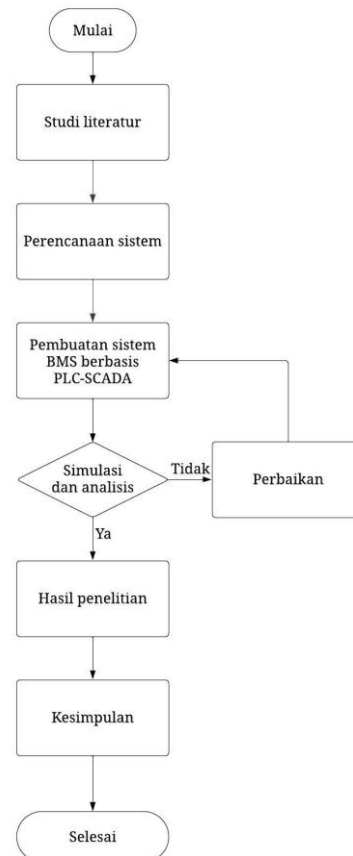 Mulai
Studi literatur
Perencanaan sistem
Pembuatan sistem
BMS berbasis
PLC-SCADA
Simulasi
dan analisis
Tidak
Perbaikan
Ya
Hasil penelitian
Kesimpulan
Selesai